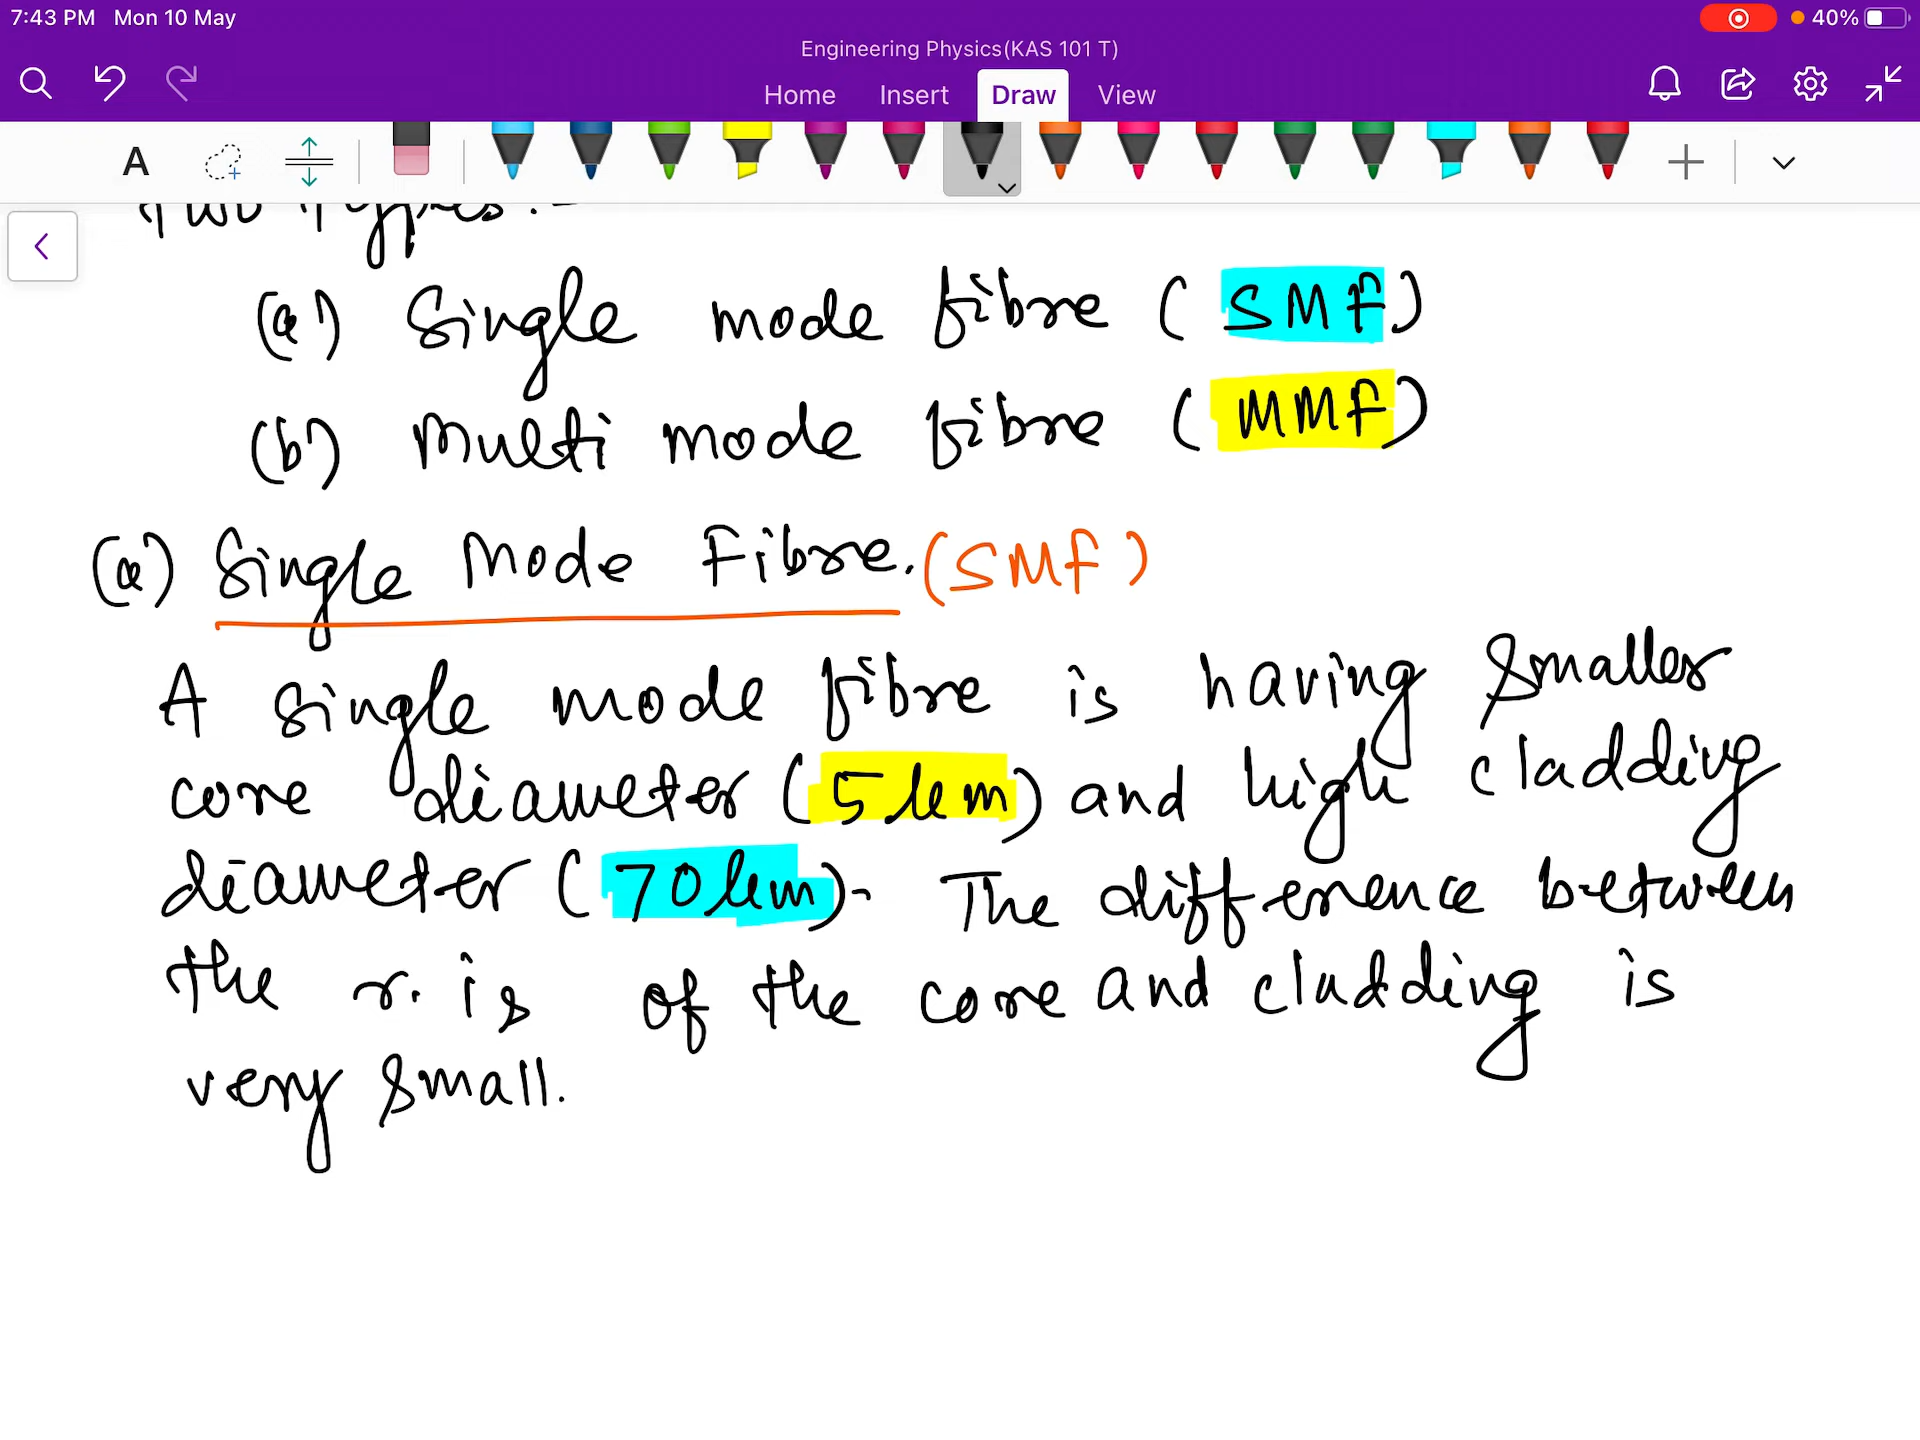 7:43 PM Mon 10 May
40%
Engineering Physics(KAS 101 T)
Home Insert Draw View
A
Two Types:-
(a) Single mode fibre (SMF)
(b) Multi mode fibre (MMF)
(a) Single Mode Fibre. (SMF)
A single mode fibre is having smaller
core diameter (5 μm) and high cladding
diameter (70 μm). The difference between
the r. is of the core and cladding is
very small.